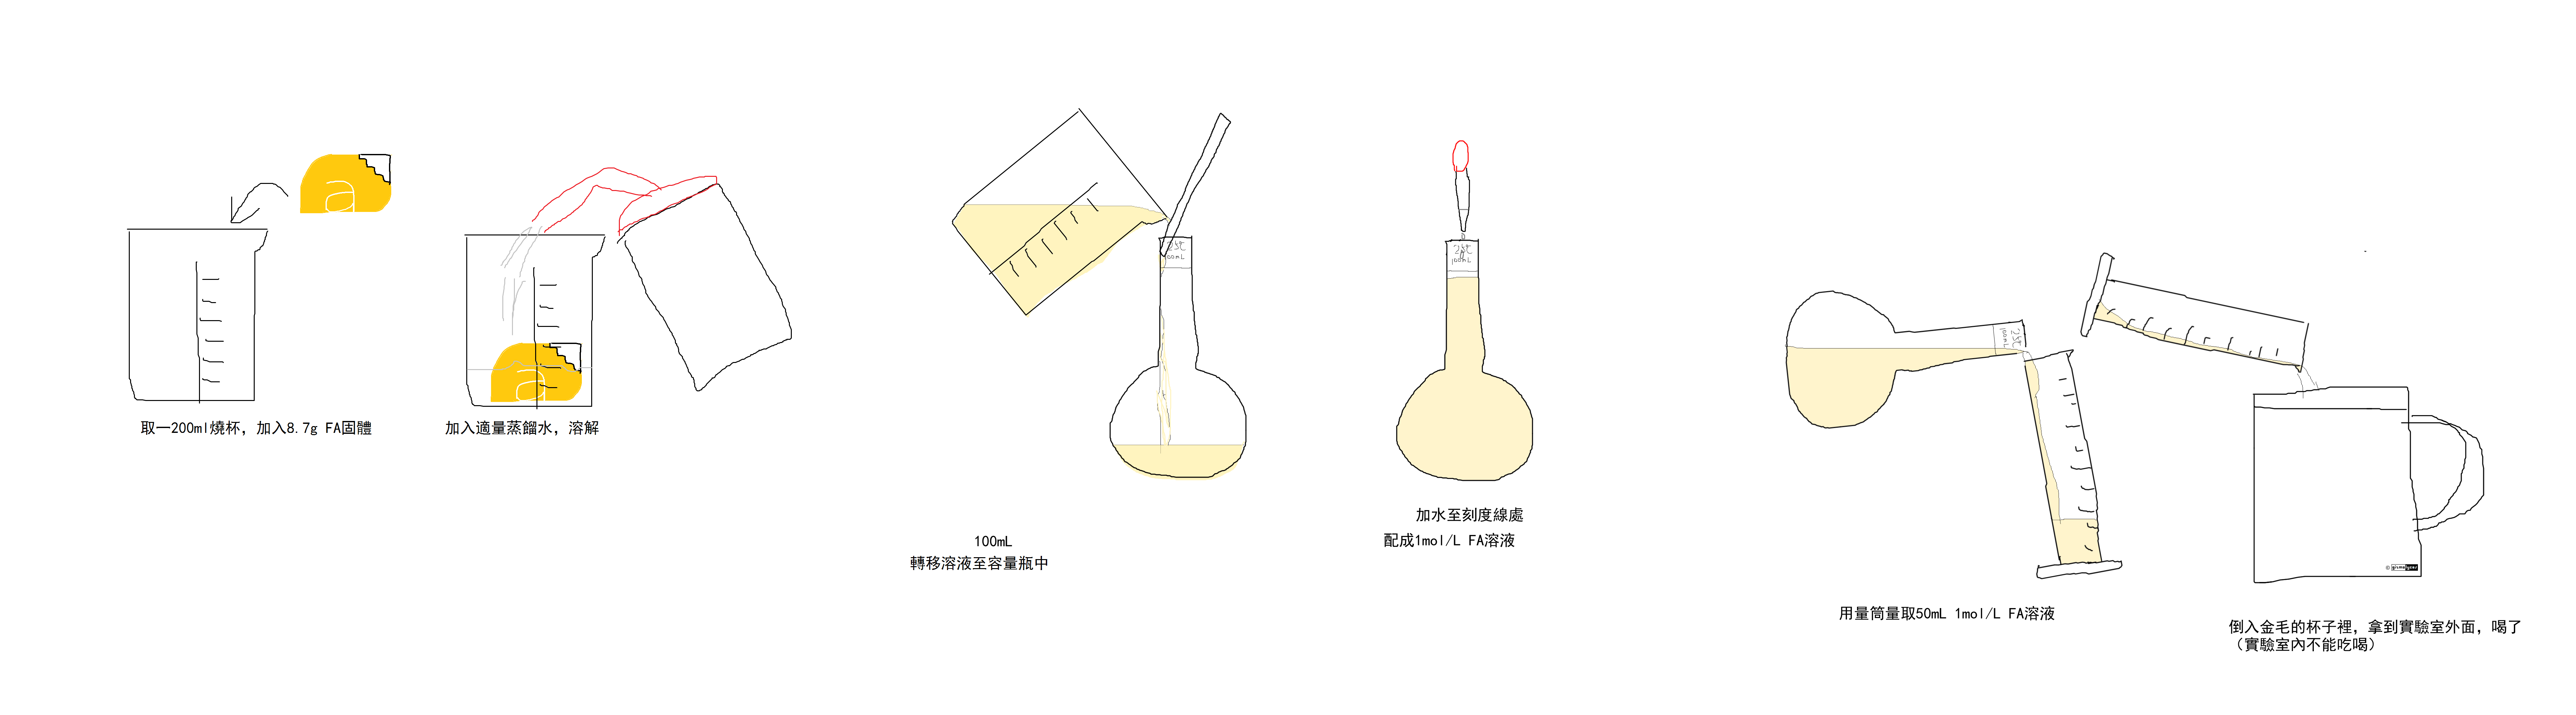 a
取一200ml燒杯，加入8.7g FA固體
a
加入適量蒸餾水，溶解
25℃
100mL
100mL
轉移溶液至容量瓶中
25℃
100mL
加水至刻度線處
配成1mol/L FA溶液
25℃
100mL
用量筒量取50mL 1mol/L FA溶液
倒入金毛的杯子裡，拿到實驗室外面，喝了
（實驗室內不能吃喝）